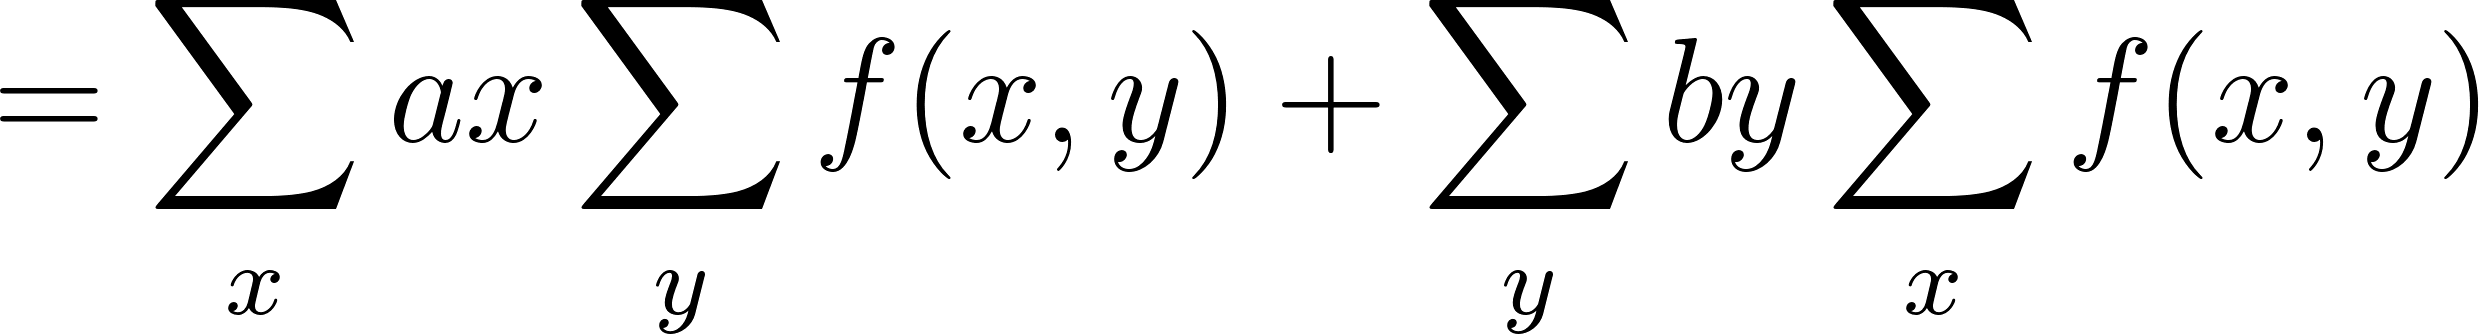 = \sum_{x} ax \sum_{y} f(x, y) + \sum_{y} by \sum_{x} f(x, y)